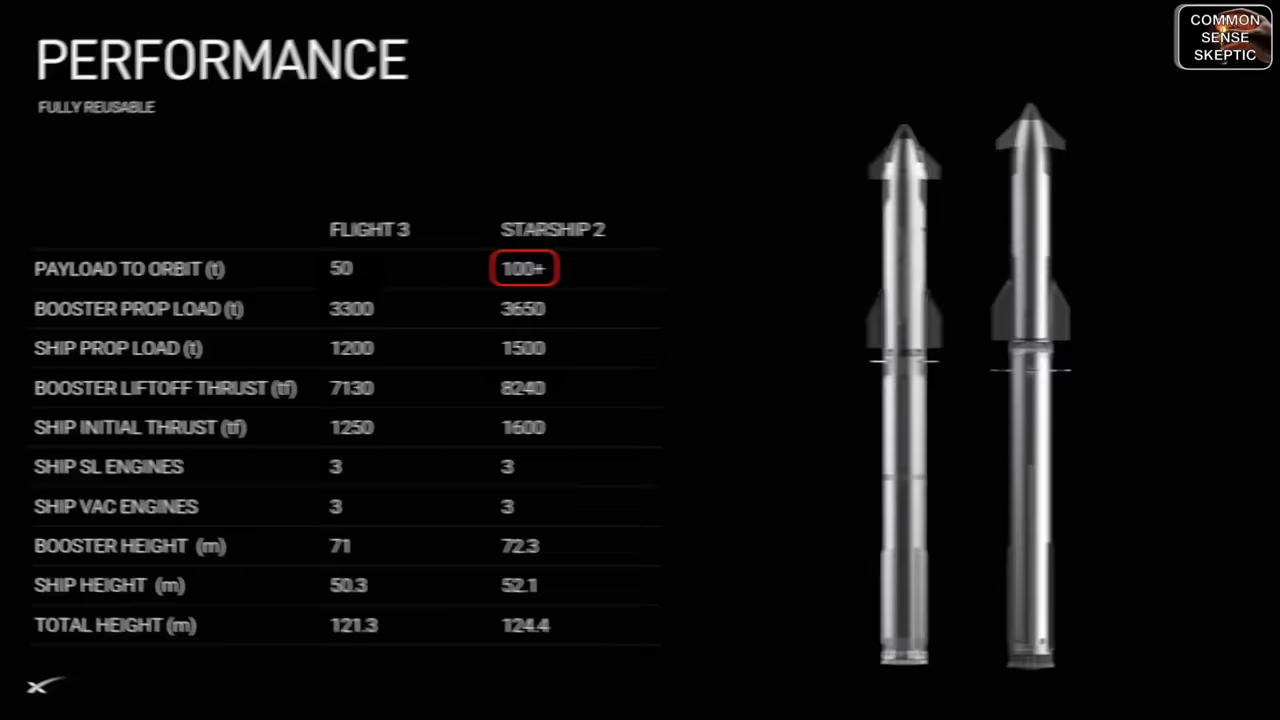 PERFORMANCE
FULLY REUSABLE
COMMON
SENSE
SKEPTIC
FLIGHT 3 STARSHIP 2
PAYLOAD TO ORBIT (t) 50 100+
BOOSTER PROP LOAD (t) 3300 3650
SHIP PROP LOAD (t) 1200 1500
BOOSTER LIFTOFF THRUST (tf) 7130 8240
SHIP INITIAL THRUST (tf) 1250 1600
SHIP SL ENGINES 3 3
SHIP VAC ENGINES 3 3
BOOSTER HEIGHT (m) 71 72.3
SHIP HEIGHT (m) 50.3 52.1
TOTAL HEIGHT (m) 121.3 124.4